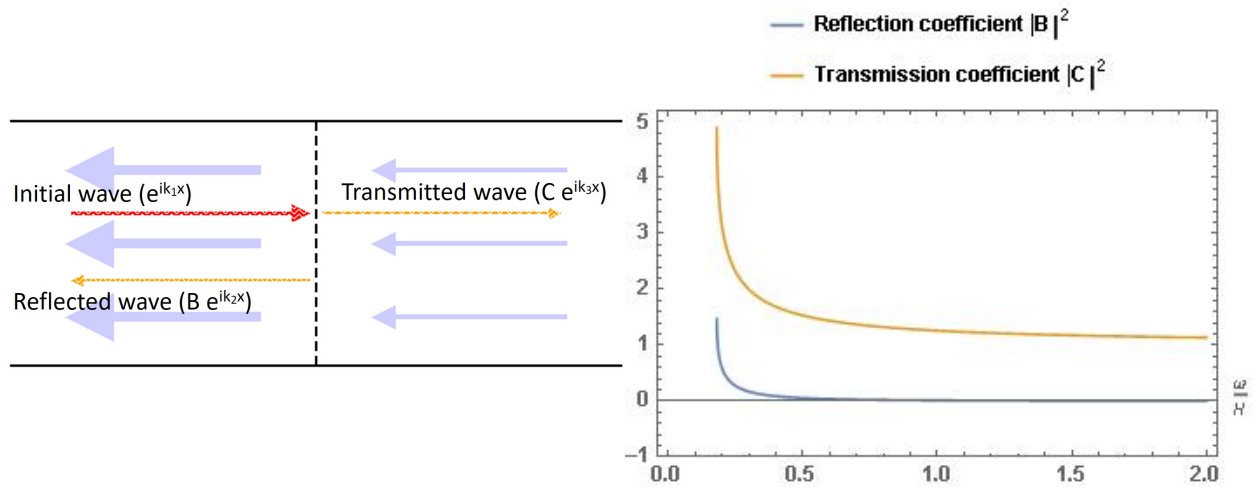 Initial wave (e^ik₁x)
Transmitted wave (C e^ik₃x)
Reflected wave (B e^ik₂x)
Reflection coefficient |B|²
Transmission coefficient |C|²
5
4
3
2
1
0
−1
0.0 0.5 1.0 1.5 2.0